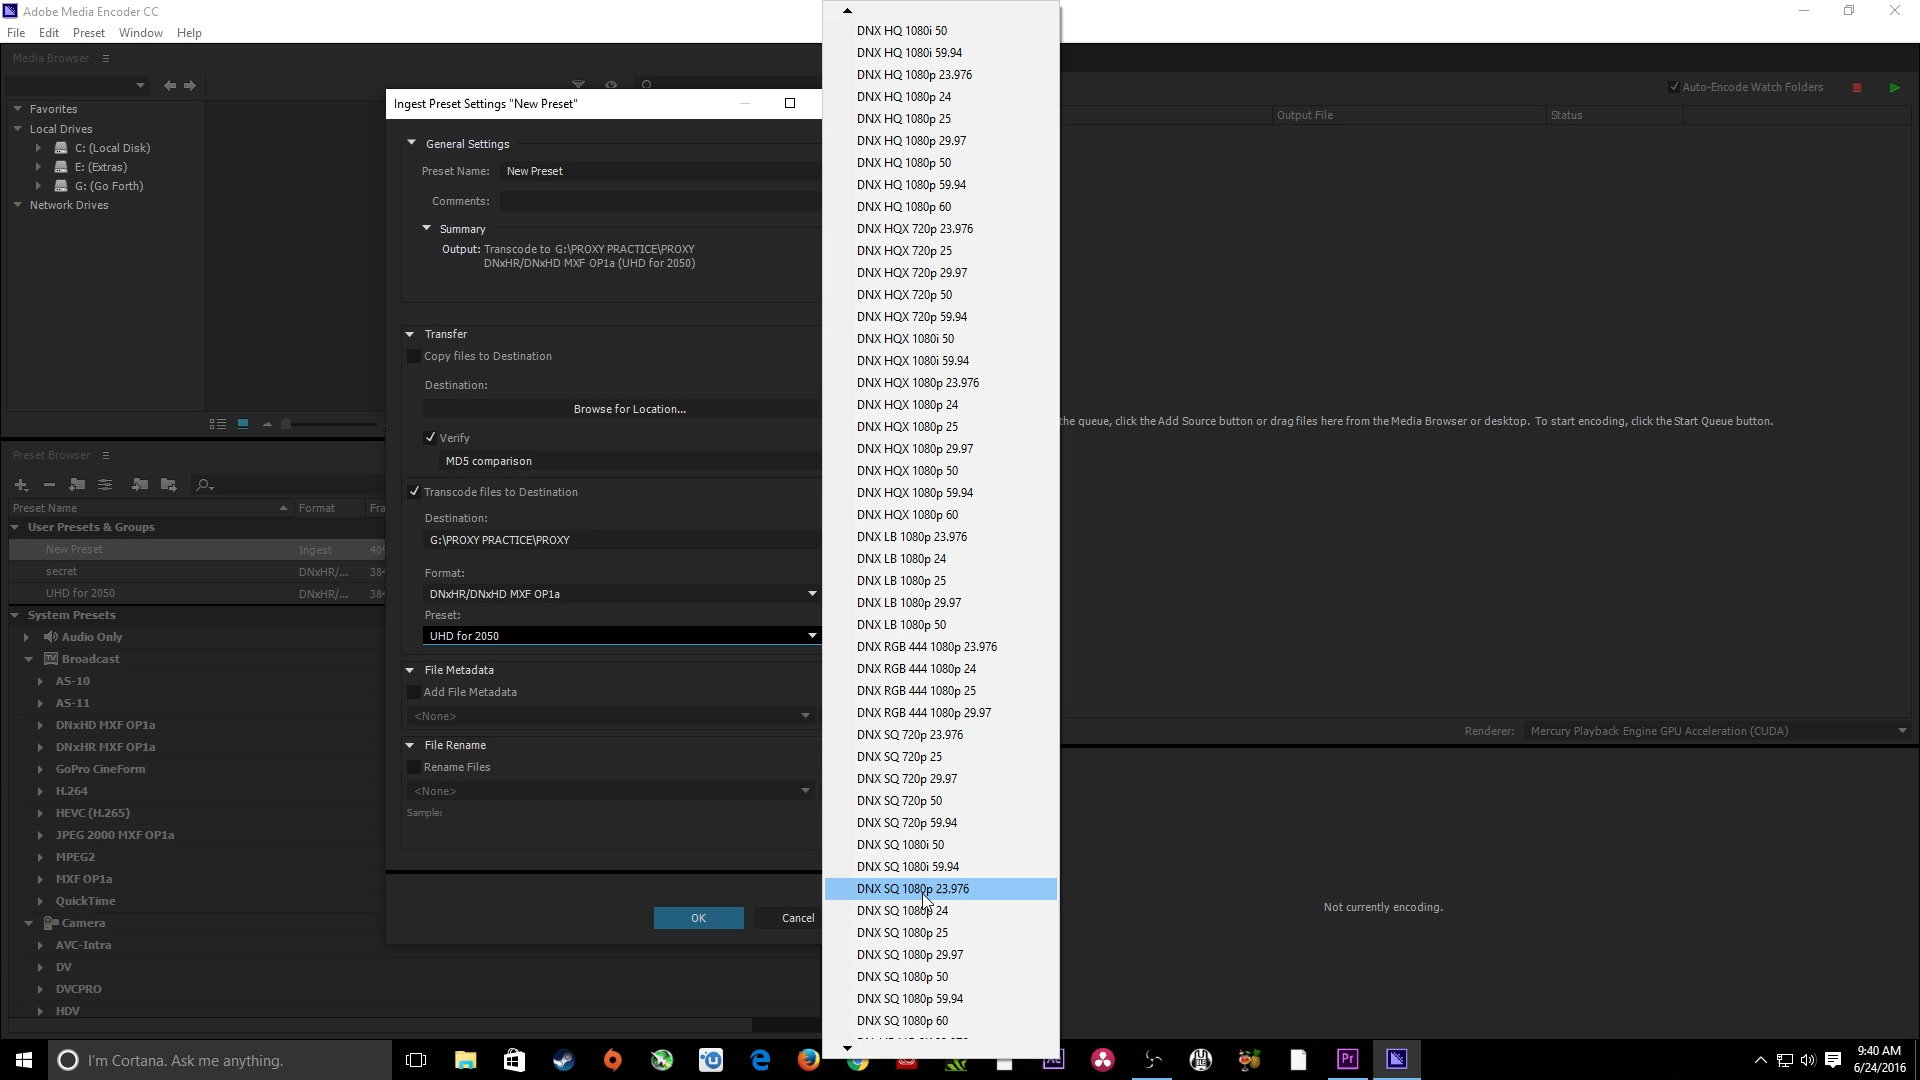 Adobe Media Encoder CC
File Edit Preset Window Help
Media Browser
Favorites
Local Drives
C: (Local Disk)
E: (Extras)
G: (Go Forth)
Network Drives
Preset Browser
Preset Name Format Fra
User Presets & Groups
New Preset Ingest 409
secret DNxHR/... 384
UHD for 2050 DNxHR/... 384
System Presets
Audio Only
Broadcast
AS-10
AS-11
DNxHD MXF OP1a
DNxHR MXF OP1a
GoPro CineForm
H.264
HEVC (H.265)
JPEG 2000 MXF OP1a
MPEG2
MXF OP1a
QuickTime
Camera
AVC-Intra
DV
DVCPRO
HDV
Ingest Preset Settings "New Preset"
General Settings
Preset Name: New Preset
Comments:
Summary
Output: Transcode to G:\PROXY PRACTICE\PROXY
DNxHR/DNxHD MXF OP1a (UHD for 2050)
Transfer
Copy files to Destination
Destination:
Browse for Location...
Verify
MD5 comparison
Transcode files to Destination
Destination:
G:\PROXY PRACTICE\PROXY
Format:
DNxHR/DNxHD MXF OP1a
Preset:
UHD for 2050
File Metadata
Add File Metadata
<None>
File Rename
Rename Files
<None>
Sample:
OK Cancel
DNX HQ 1080i 50
DNX HQ 1080i 59.94
DNX HQ 1080p 23.976
DNX HQ 1080p 24
DNX HQ 1080p 25
DNX HQ 1080p 29.97
DNX HQ 1080p 50
DNX HQ 1080p 59.94
DNX HQ 1080p 60
DNX HQX 720p 23.976
DNX HQX 720p 25
DNX HQX 720p 29.97
DNX HQX 720p 50
DNX HQX 720p 59.94
DNX HQX 1080i 50
DNX HQX 1080i 59.94
DNX HQX 1080p 23.976
DNX HQX 1080p 24
DNX HQX 1080p 25
DNX HQX 1080p 29.97
DNX HQX 1080p 50
DNX HQX 1080p 59.94
DNX HQX 1080p 60
DNX LB 1080p 23.976
DNX LB 1080p 24
DNX LB 1080p 25
DNX LB 1080p 29.97
DNX LB 1080p 50
DNX RGB 444 1080p 23.976
DNX RGB 444 1080p 24
DNX RGB 444 1080p 25
DNX RGB 444 1080p 29.97
DNX SQ 720p 23.976
DNX SQ 720p 25
DNX SQ 720p 29.97
DNX SQ 720p 50
DNX SQ 720p 59.94
DNX SQ 1080i 50
DNX SQ 1080i 59.94
DNX SQ 1080p 23.976
DNX SQ 1080p 24
DNX SQ 1080p 25
DNX SQ 1080p 29.97
DNX SQ 1080p 50
DNX SQ 1080p 59.94
DNX SQ 1080p 60
Auto-Encode Watch Folders
Output File Status
the queue, click the Add Source button or drag files here from the Media Browser or desktop. To start encoding, click the Start Queue button.
Renderer: Mercury Playback Engine GPU Acceleration (CUDA)
Not currently encoding.
I'm Cortana. Ask me anything.
Ae
Pr
9:40 AM
6/24/2016